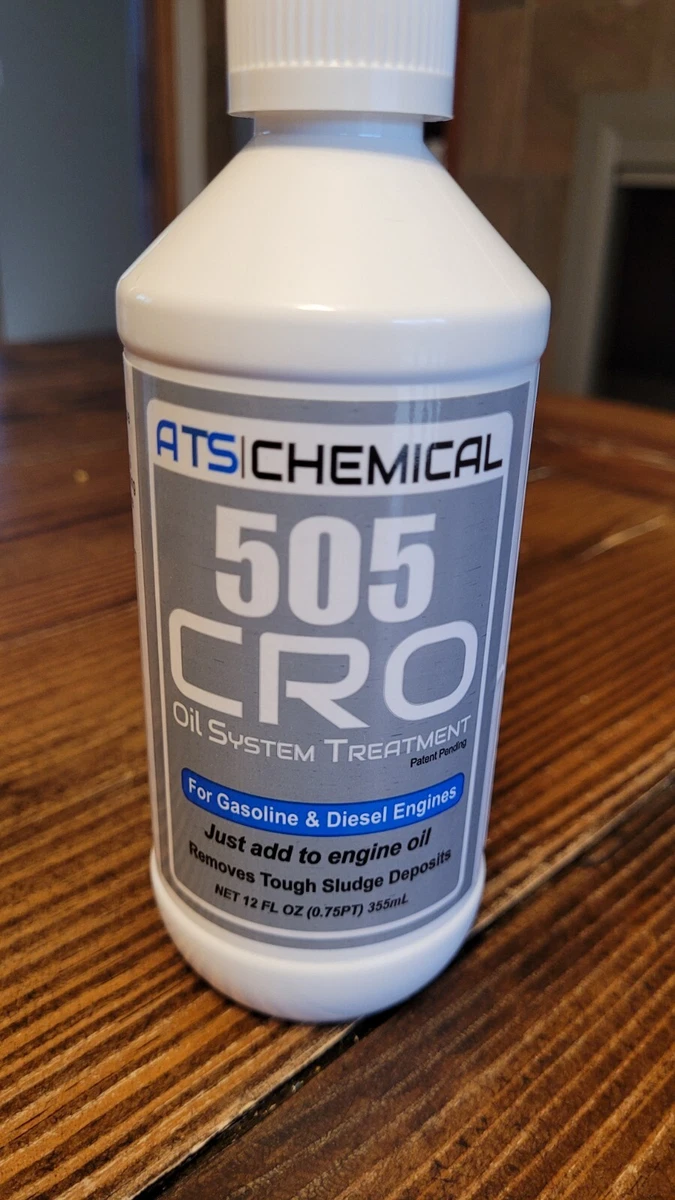 ATS|CHEMICAL
505
CRO
Oil System Treatment
Patent Pending
For Gasoline & Diesel Engines
Just add to engine oil
Removes Tough Sludge Deposits
NET 12 FL OZ (0.75PT) 355mL